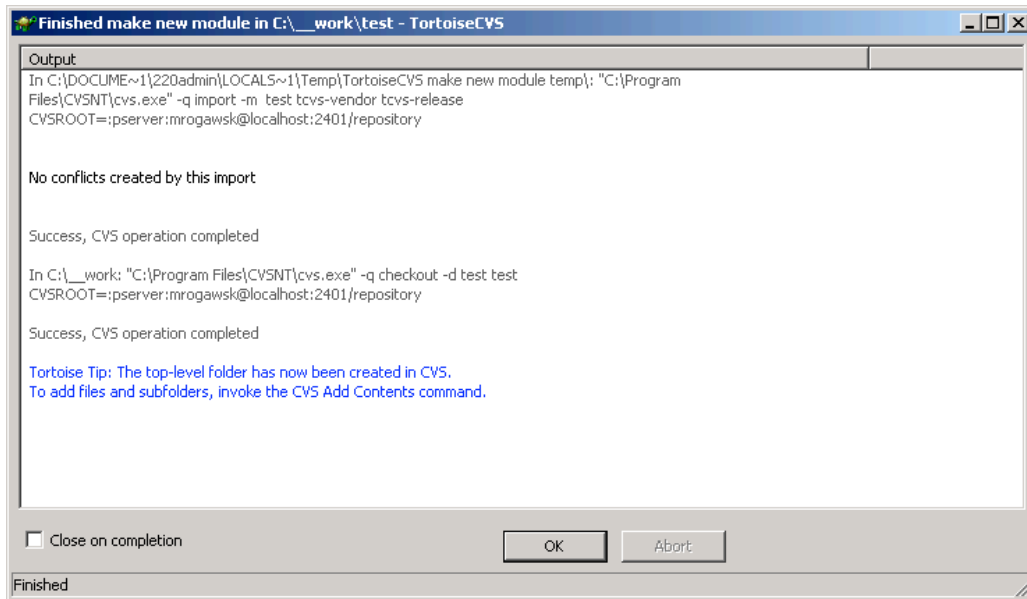 Finished make new module in C:\__work\test - TortoiseCVS
Output
In C:\DOCUME~1\220admin\LOCALS~1\Temp\TortoiseCVS make new module temp\: "C:\Program
Files\CVSNT\cvs.exe" -q import -m  test tcvs-vendor tcvs-release
CVSROOT=:pserver:mrogawsk@localhost:2401/repository
No conflicts created by this import
Success, CVS operation completed
In C:\__work: "C:\Program Files\CVSNT\cvs.exe" -q checkout -d test test
CVSROOT=:pserver:mrogawsk@localhost:2401/repository
Success, CVS operation completed
Tortoise Tip: The top-level folder has now been created in CVS.
To add files and subfolders, invoke the CVS Add Contents command.
Close on completion
OK
Abort
Finished